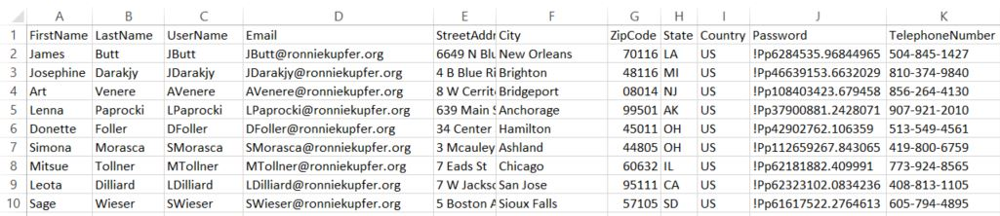 A B C D E F G H I J K
1 FirstName LastName UserName Email StreetAddr City ZipCode State Country Password TelephoneNumber
2 James Butt JButt JButt@ronniekupfer.org 6649 N Blu New Orleans 70116 LA US !Pp6284535.96844965 504-845-1427
3 Josephine Darakjy JDarakjy JDarakjy@ronniekupfer.org 4 B Blue Ri Brighton 48116 MI US !Pp46639153.6632029 810-374-9840
4 Art Venere AVenere AVenere@ronniekupfer.org 8 W Cerrit Bridgeport 08014 NJ US !Pp108403423.679458 856-264-4130
5 Lenna Paprocki LPaprocki LPaprocki@ronniekupfer.org 639 Main S Anchorage 99501 AK US !Pp37900881.2428071 907-921-2010
6 Donette Foller DFoller DFoller@ronniekupfer.org 34 Center Hamilton 45011 OH US !Pp42902762.106359 513-549-4561
7 Simona Morasca SMorasca SMorasca@ronniekupfer.org 3 Mcauley Ashland 44805 OH US !Pp112659267.843065 419-800-6759
8 Mitsue Tollner MTollner MTollner@ronniekupfer.org 7 Eads St Chicago 60632 IL US !Pp62181882.409991 773-924-8565
9 Leota Dilliard LDilliard LDilliard@ronniekupfer.org 7 W Jacksc San Jose 95111 CA US !Pp62323102.0834236 408-813-1105
10 Sage Wieser SWieser SWieser@ronniekupfer.org 5 Boston A Sioux Falls 57105 SD US !Pp61617522.2764613 605-794-4895